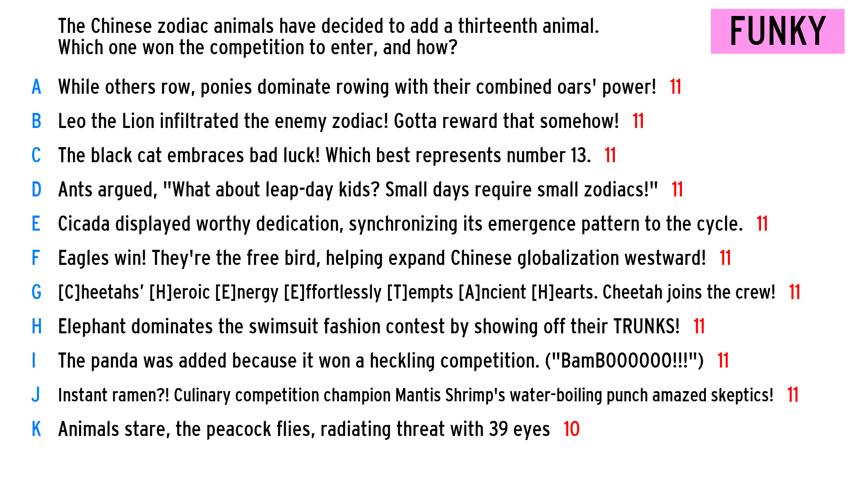 The Chinese zodiac animals have decided to add a thirteenth animal.
Which one won the competition to enter, and how?
FUNKY
A While others row, ponies dominate rowing with their combined oars' power! 11
B Leo the Lion infiltrated the enemy zodiac! Gotta reward that somehow! 11
C The black cat embraces bad luck! Which best represents number 13. 11
D Ants argued, "What about leap-day kids? Small days require small zodiacs!" 11
E Cicada displayed worthy dedication, synchronizing its emergence pattern to the cycle. 11
F Eagles win! They're the free bird, helping expand Chinese globalization westward! 11
G [C]heetahs’ [H]eroic [E]nergy [E]ffortlessly [T]empts [A]ncient [H]earts. Cheetah joins the crew! 11
H Elephant dominates the swimsuit fashion contest by showing off their TRUNKS! 11
I The panda was added because it won a heckling competition. ("BamBOOOOOO!!!") 11
J Instant ramen?! Culinary competition champion Mantis Shrimp's water-boiling punch amazed skeptics! 11
K Animals stare, the peacock flies, radiating threat with 39 eyes 10